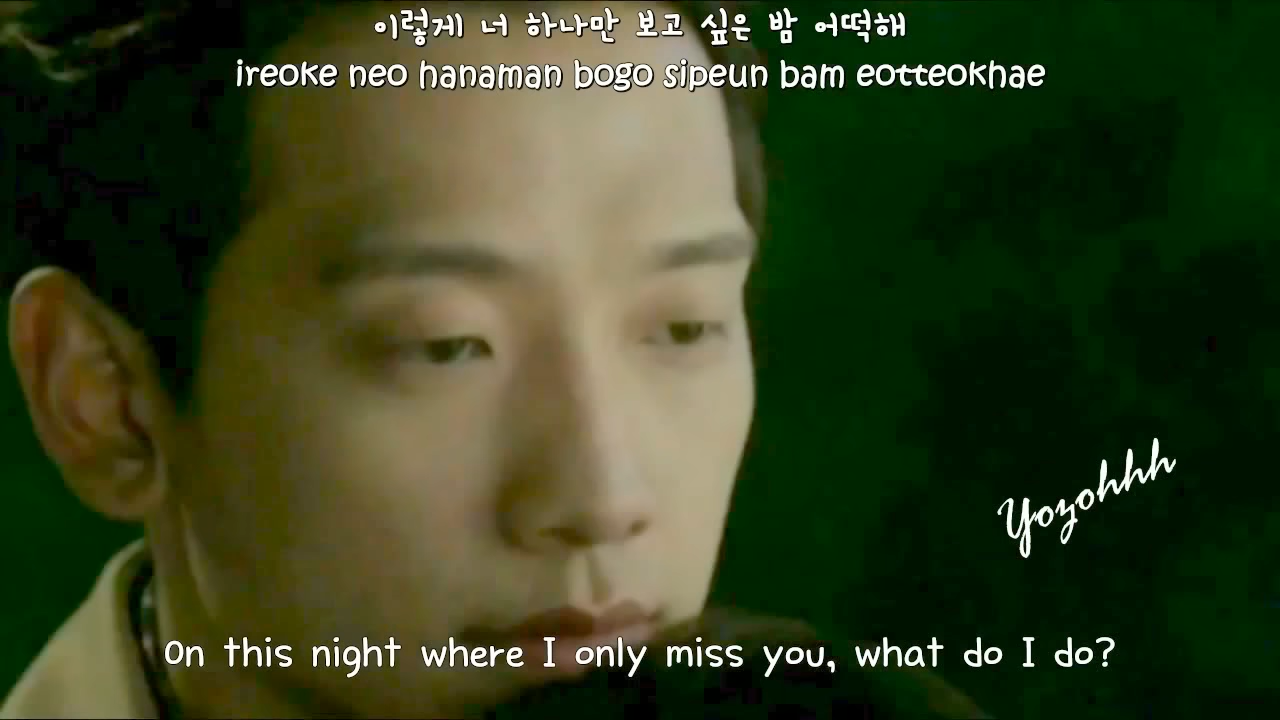 이렇게 너 하나만 보고 싶은 밤 어떡해
ireoke neo hanaman bogo sipeun bam eotteokhae
Yozohhh
On this night where I only miss you, what do I do?